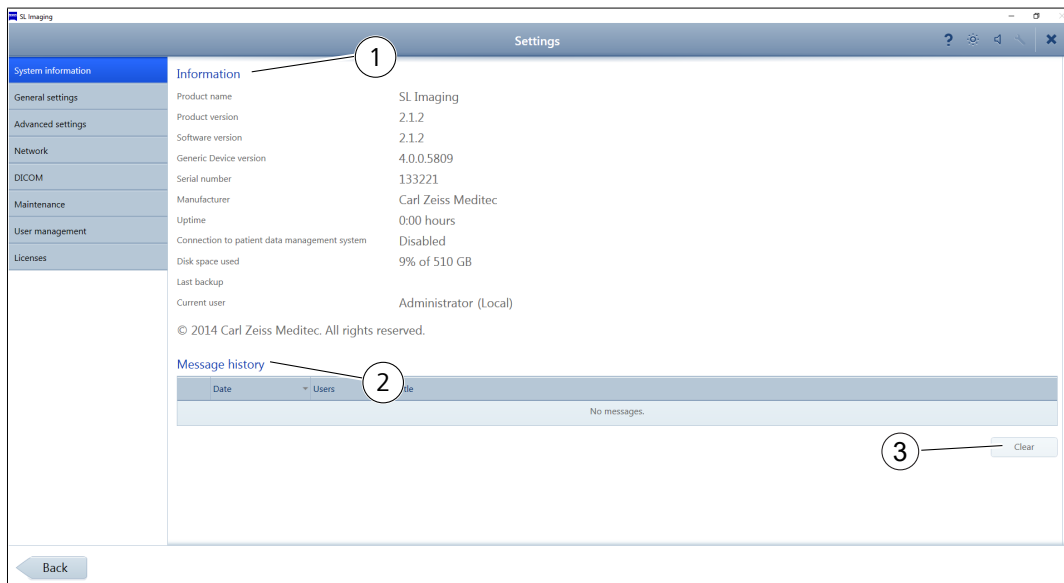 SL Imaging
Settings
?
System information
General settings
Advanced settings
Network
DICOM
Maintenance
User management
Licenses
1
Information
Product name SL Imaging
Product version 2.1.2
Software version 2.1.2
Generic Device version 4.0.0.5809
Serial number 133221
Manufacturer Carl Zeiss Meditec
Uptime 0:00 hours
Connection to patient data management system Disabled
Disk space used 9% of 510 GB
Last backup
Current user Administrator (Local)
© 2014 Carl Zeiss Meditec. All rights reserved.
Message history
2
Date Users tle
No messages.
3
Clear
Back